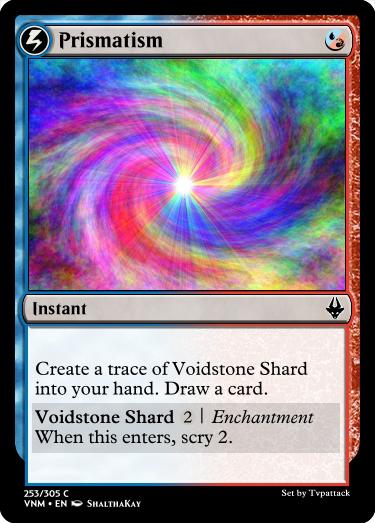 Prismatism
Instant
Create a trace of Voidstone Shard
into your hand. Draw a card.
Voidstone Shard 2 | Enchantment
When this enters, scry 2.
253/305 C
VNM • EN ShalthaKay
Set by Tvpattack